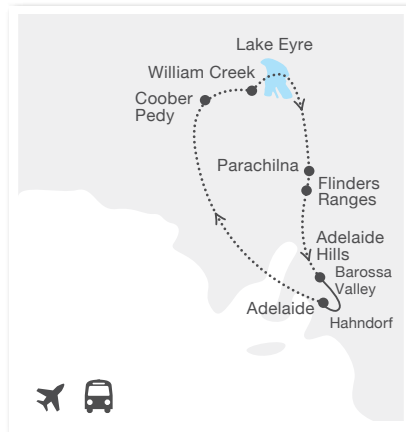 Lake Eyre
William Creek
Coober
Pedy
Parachilna
Flinders
Ranges
Adelaide
Hills
Barossa
Valley
Adelaide
Hahndorf